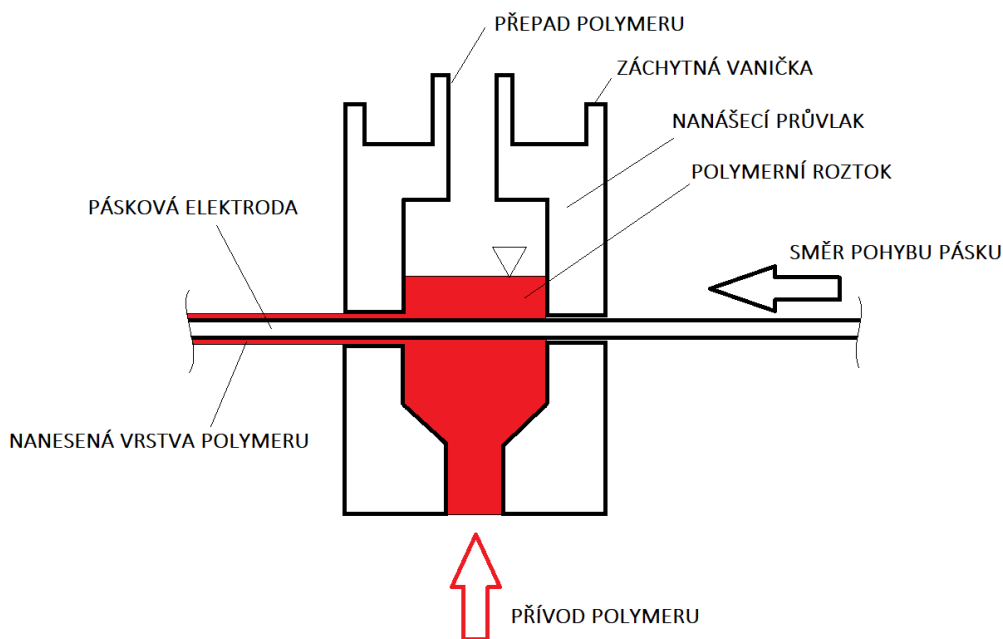 PŘEPAD POLYMERU
ZÁCHYTNÁ VANIČKA
NANÁŠECÍ PRŮVLAK
POLYMERNÍ ROZTOK
PÁSKOVÁ ELEKTRODA
SMĚR POHYBU PÁSKU
NANESENÁ VRSTVA POLYMERU
PŘÍVOD POLYMERU